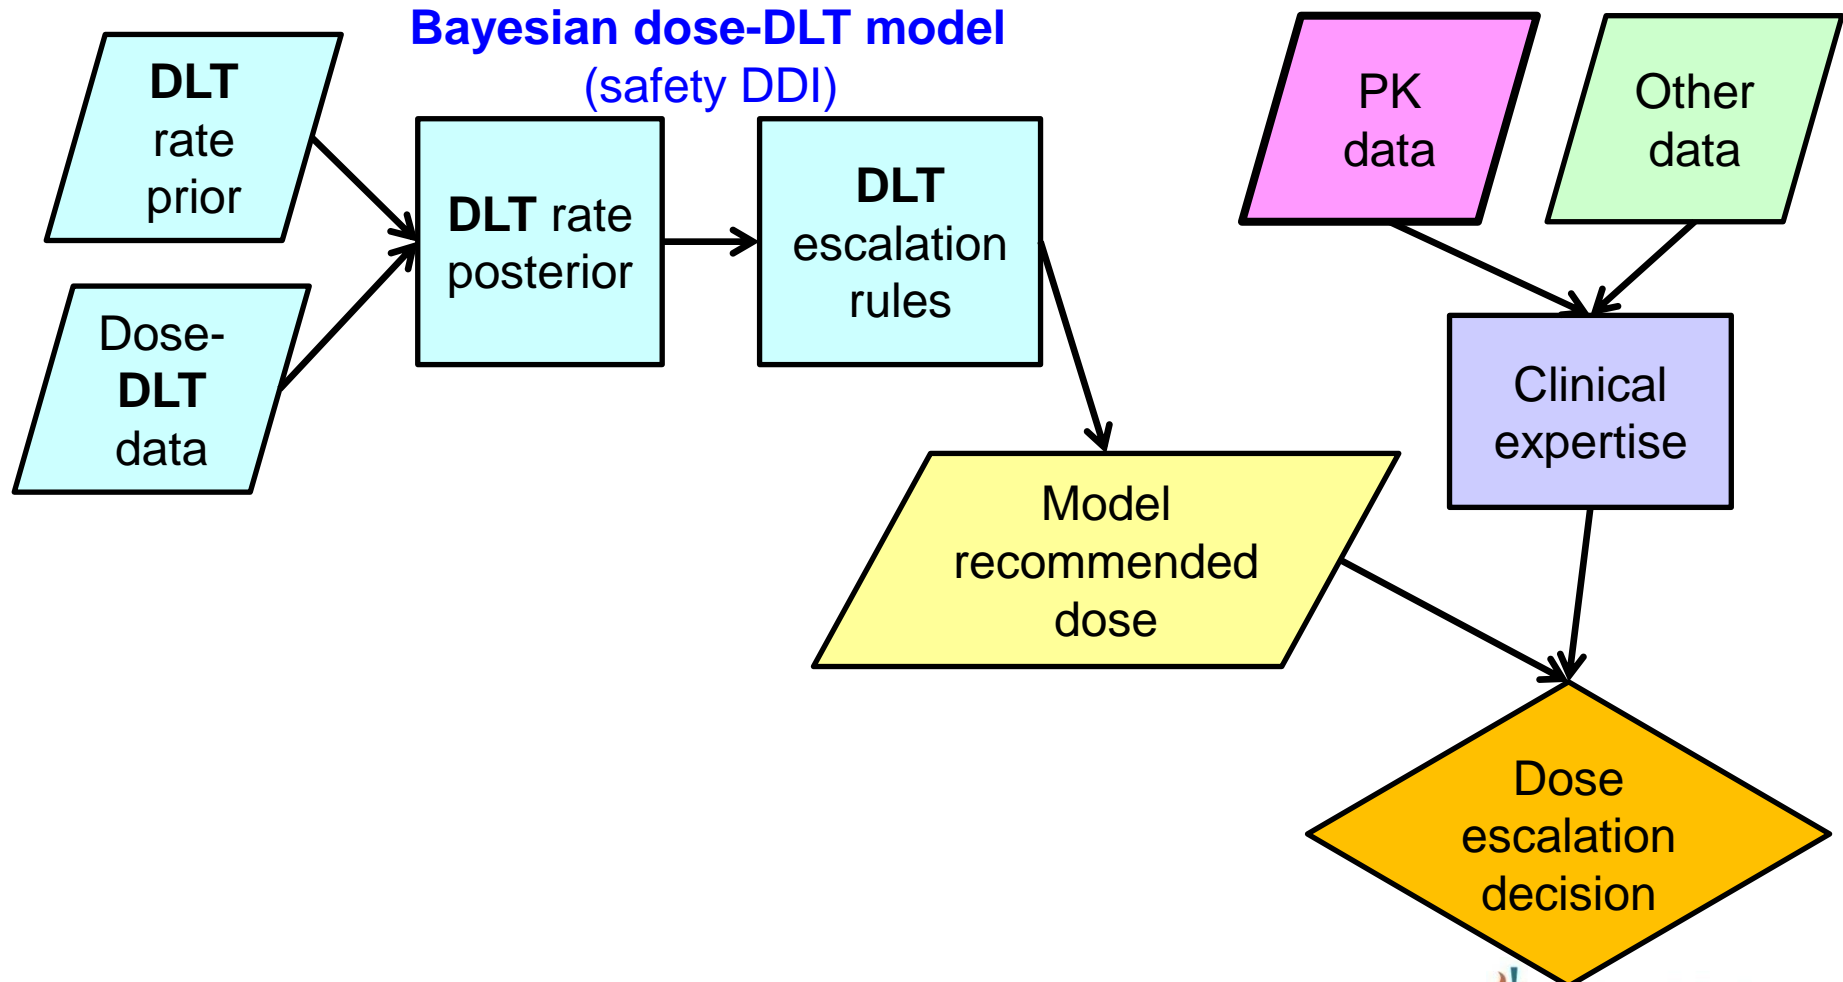 Bayesian dose-DLT model
(safety DDI)
DLT
rate
prior
Dose-
DLT
data
DLT rate
posterior
DLT
escalation
rules
Model
recommended
dose
PK
data
Other
data
Clinical
expertise
Dose
escalation
decision